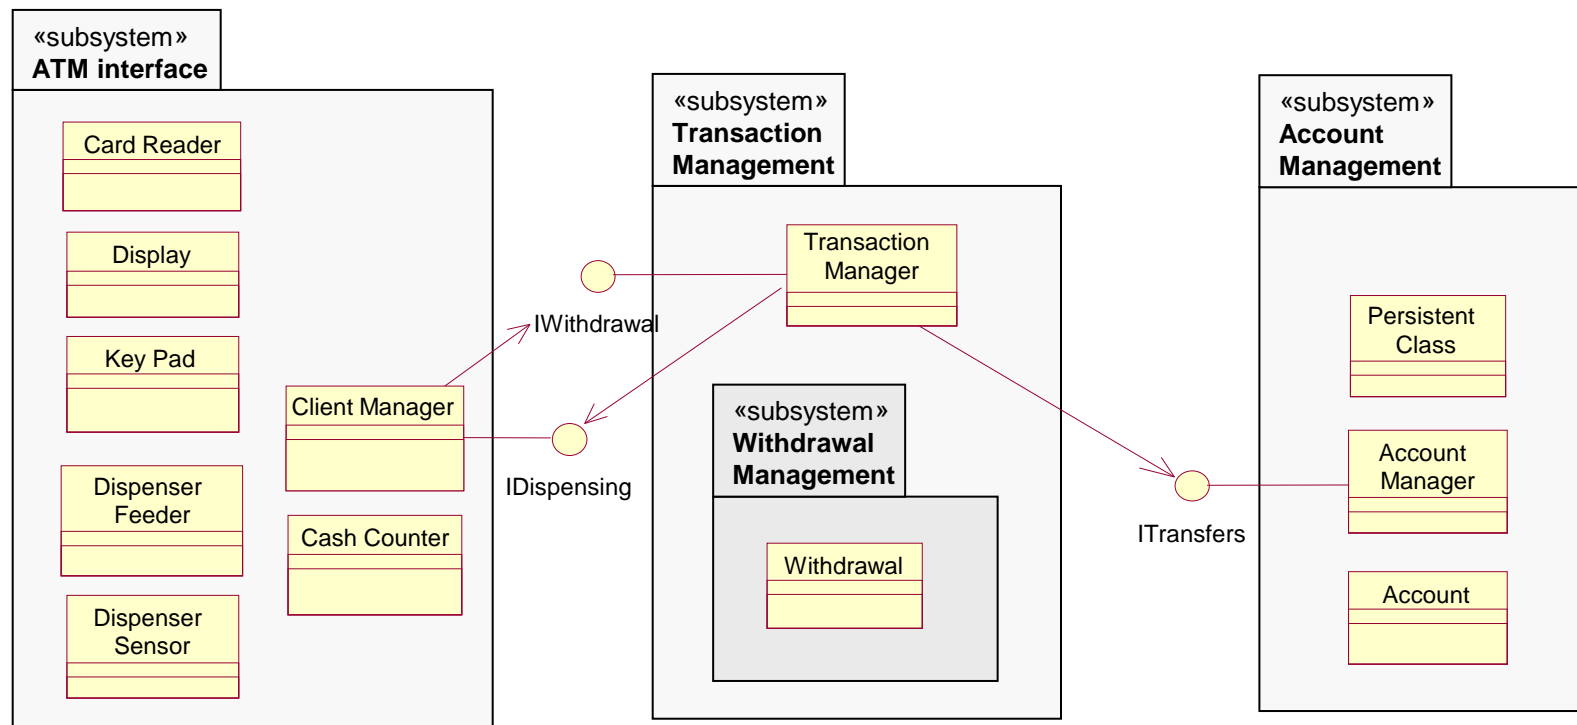 «subsystem»
ATM interface
Card Reader
Display
Key Pad
Dispenser
Feeder
Dispenser
Sensor
Client Manager
Cash Counter
IWithdrawal
IDispensing
«subsystem»
Transaction
Management
Transaction
Manager
«subsystem»
Withdrawal
Management
Withdrawal
ITransfers
«subsystem»
Account
Management
Persistent
Class
Account
Manager
Account